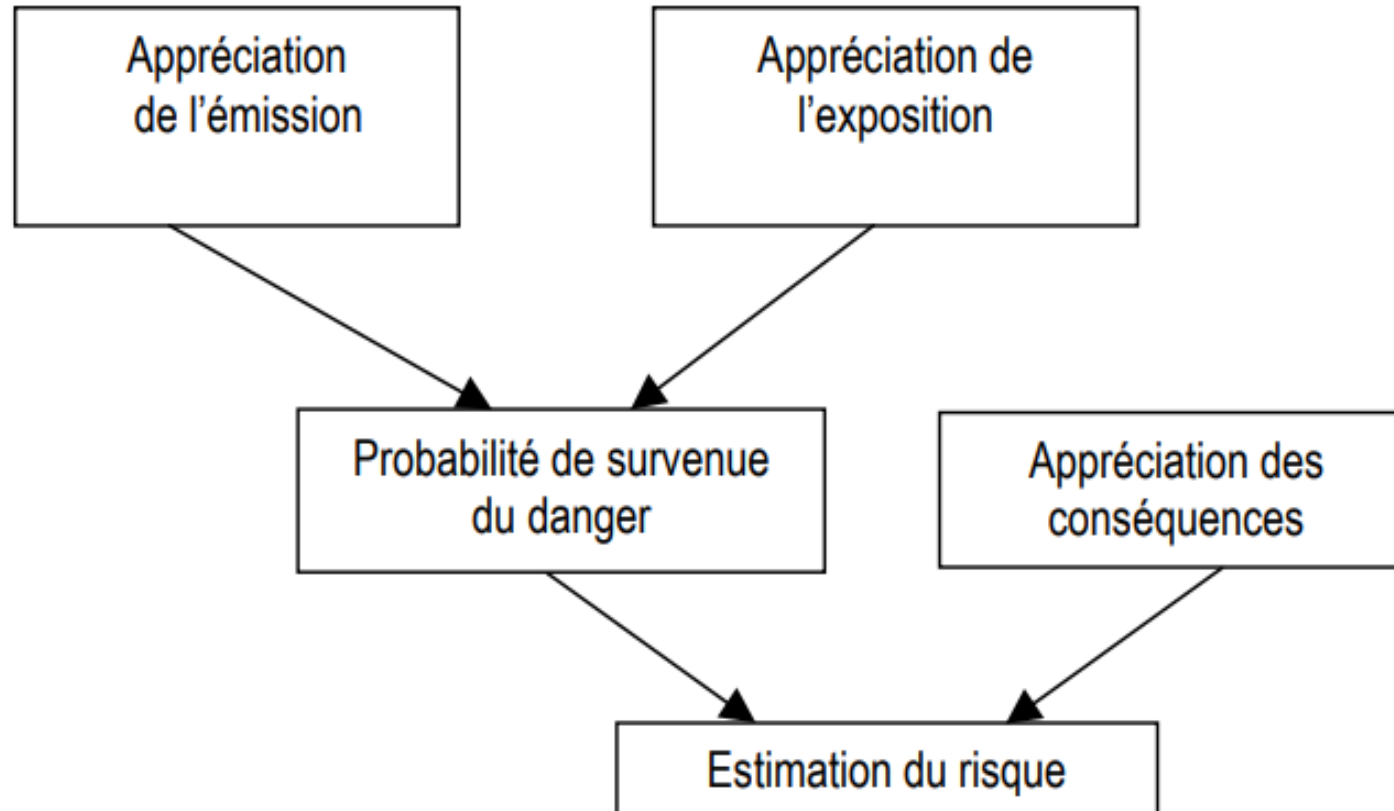 Appréciation
de l’émission
Appréciation de
l’exposition
Probabilité de survenue
du danger
Appréciation des
conséquences
Estimation du risque